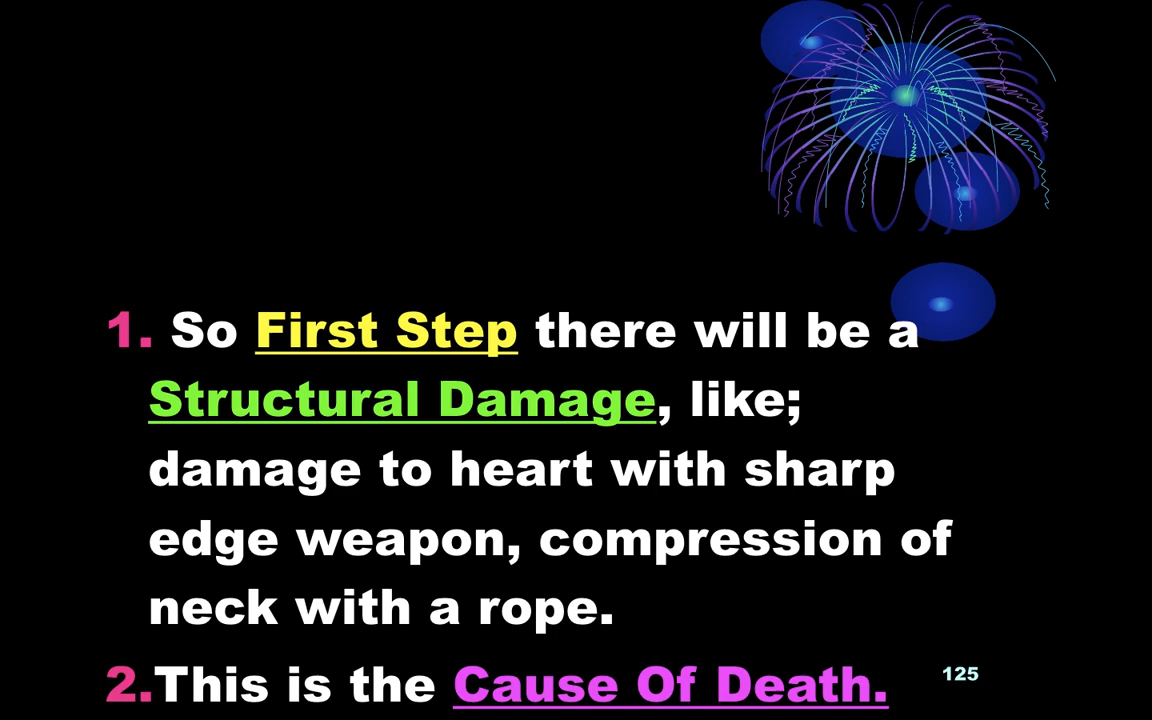 1. So First Step there will be a
Structural Damage, like;
damage to heart with sharp
edge weapon, compression of
neck with a rope.
2.This is the Cause Of Death.
125